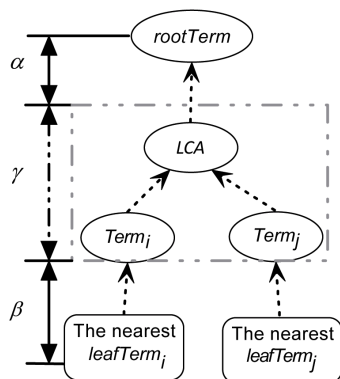 α
rootTerm
LCA
γ
Termᵢ
Termⱼ
β
The nearest
leafTermᵢ
The nearest
leafTermⱼ